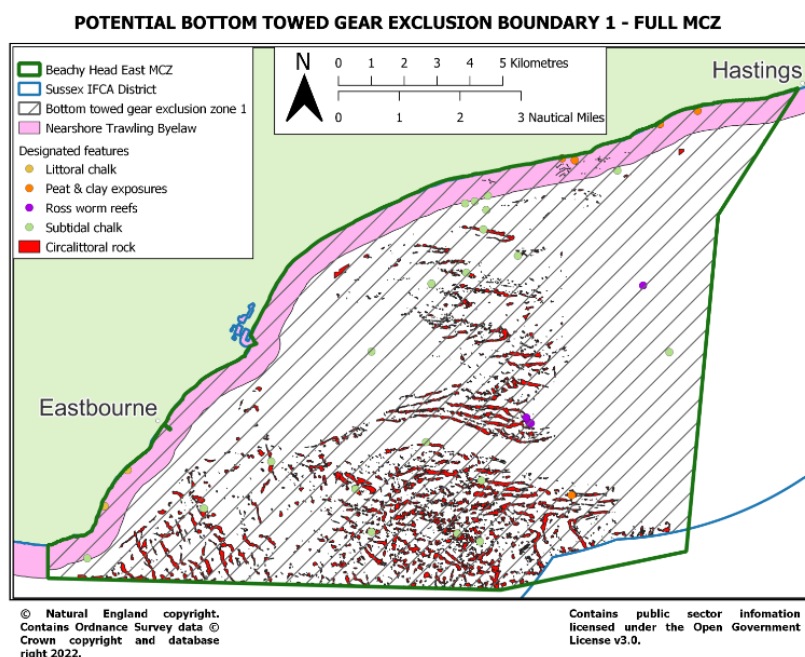 POTENTIAL BOTTOM TOWED GEAR EXCLUSION BOUNDARY 1 - FULL MCZ
Beachy Head East MCZ
Sussex IFCA District
Bottom towed gear exclusion zone 1
Nearshore Trawling Byelaw
Designated features
Littoral chalk
Peat & clay exposures
Ross worm reefs
Subtidal chalk
Circalittoral rock
N
0 1 2 3 4 5 Kilometres
0 1 2 3 Nautical Miles
Hastings
Eastbourne
© Natural England copyright.
Contains Ordnance Survey data ©
Crown copyright and database
right 2022.
Contains public sector infomation
licensed under the Open Government
License v3.0.